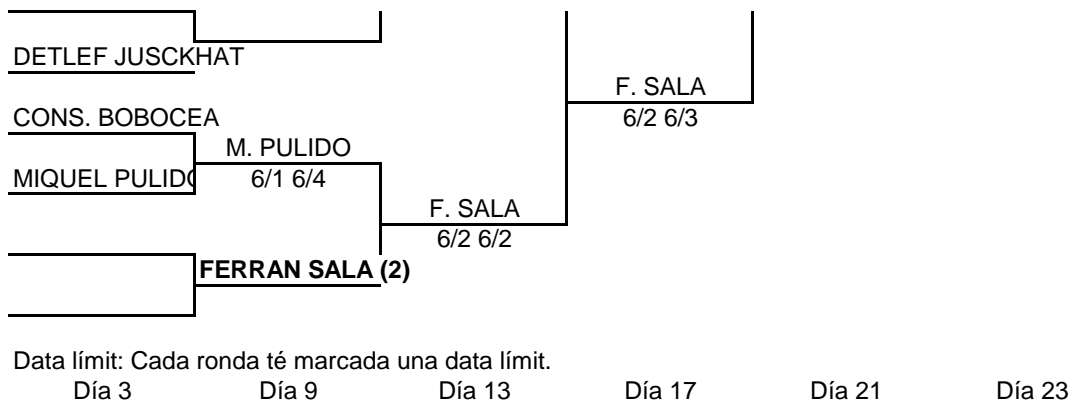 DETLEF JUSCKHAT
F. SALA
CONS. BOBOCEA
6/2 6/3
M. PULIDO
MIQUEL PULIDO
6/1 6/4
F. SALA
6/2 6/2
FERRAN SALA (2)
Data límit: Cada ronda té marcada una data límit.
Día 3 Día 9 Día 13 Día 17 Día 21 Día 23